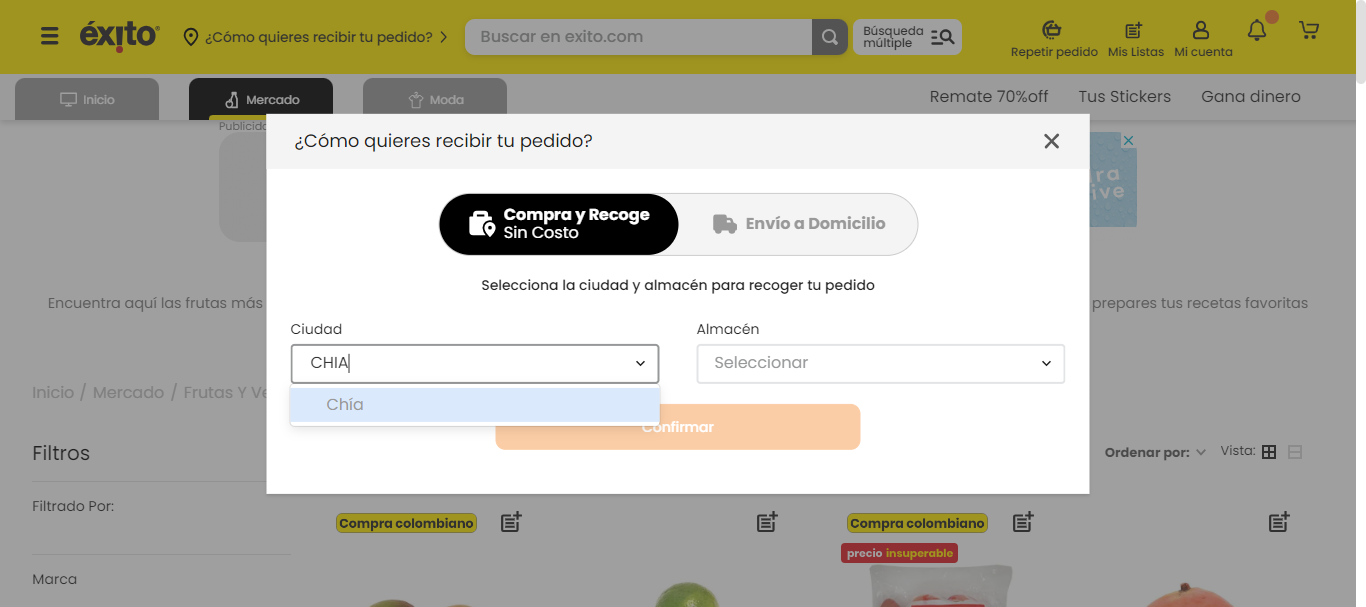 éxito
¿Cómo quieres recibir tu pedido?
Buscar en exito.com
Búsqueda
múltiple
Repetir pedido
Mis Listas
Mi cuenta
Inicio
Mercado
Moda
Remate 70%off
Tus Stickers
Gana dinero
¿Cómo quieres recibir tu pedido?
Compra y Recoge
Sin Costo
Envío a Domicilio
Selecciona la ciudad y almacén para recoger tu pedido
Encuentra aquí las frutas más
prepares tus recetas favoritas
Ciudad
Almacén
CHIA
Seleccionar
Inicio / Mercado / Frutas Y
Chía
Confirmar
Filtros
Ordenar por:
Vista:
Filtrado Por:
Compra colombiano
Compra colombiano
precio insuperable
Marca